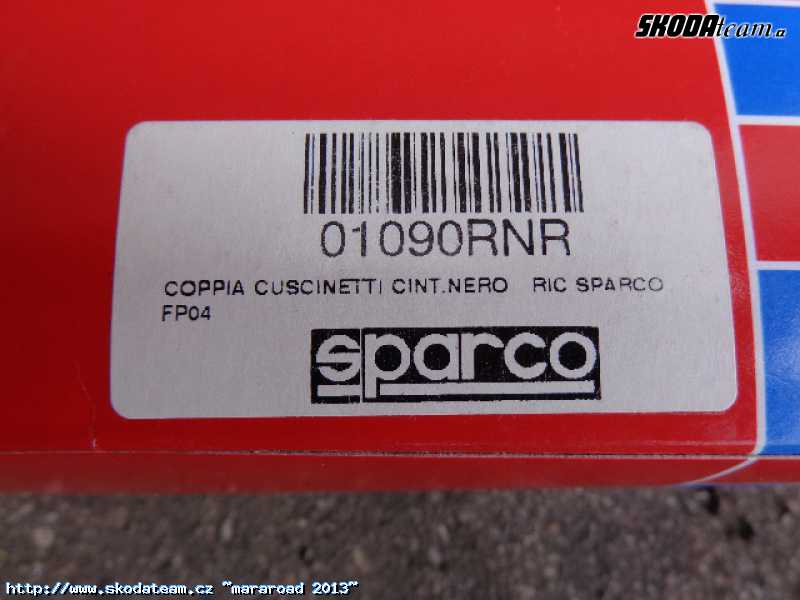 SKODAteam.cz
01090RNR
COPPIA CUSCINETTI CINT.NERO RIC SPARCO
FP04
sparco
http://www.skodateam.cz "mararoad 2013"